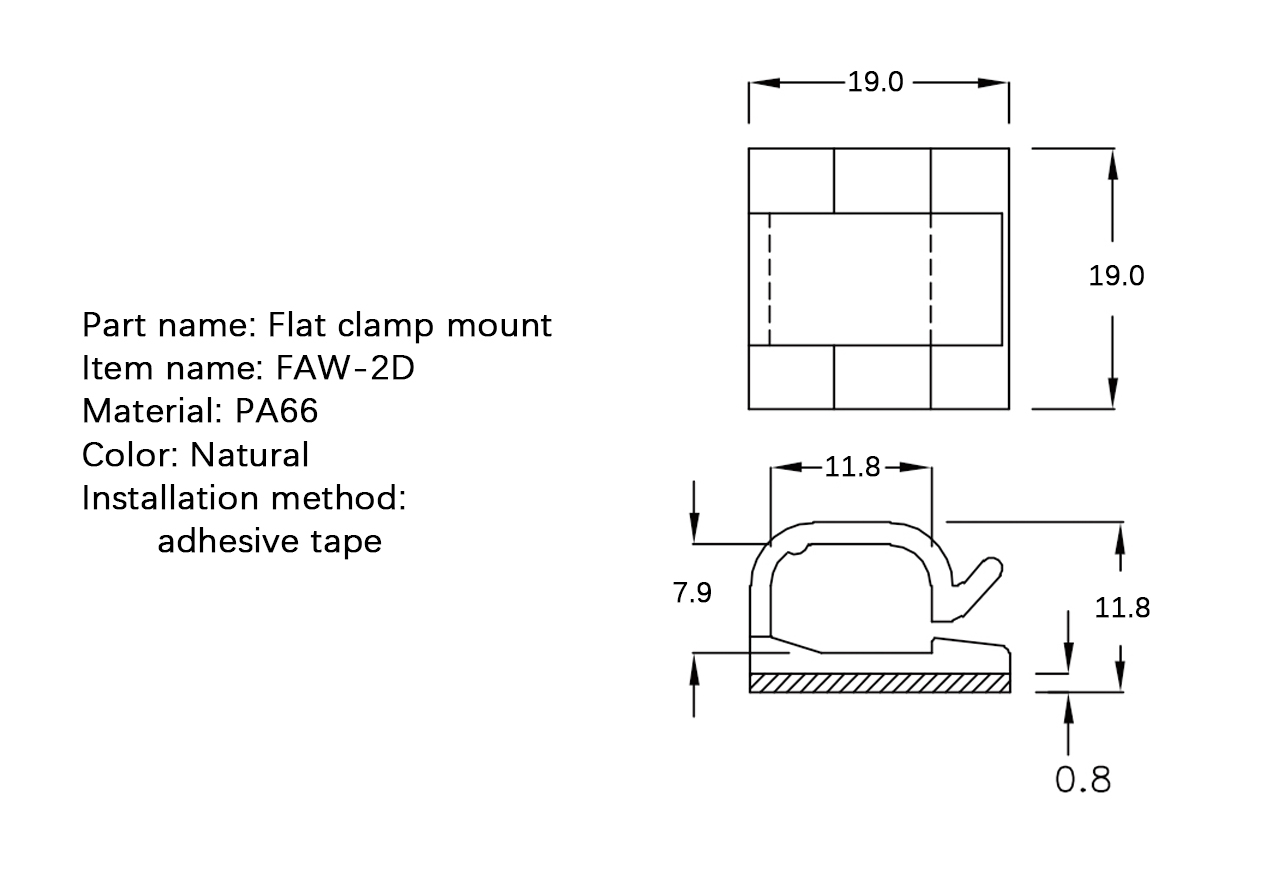 19.0
19.0
Part name: Flat clamp mount
Item name: FAW-2D
Material: PA66
Color: Natural
Installation method:
adhesive tape
11.8
7.9
11.8
0.8